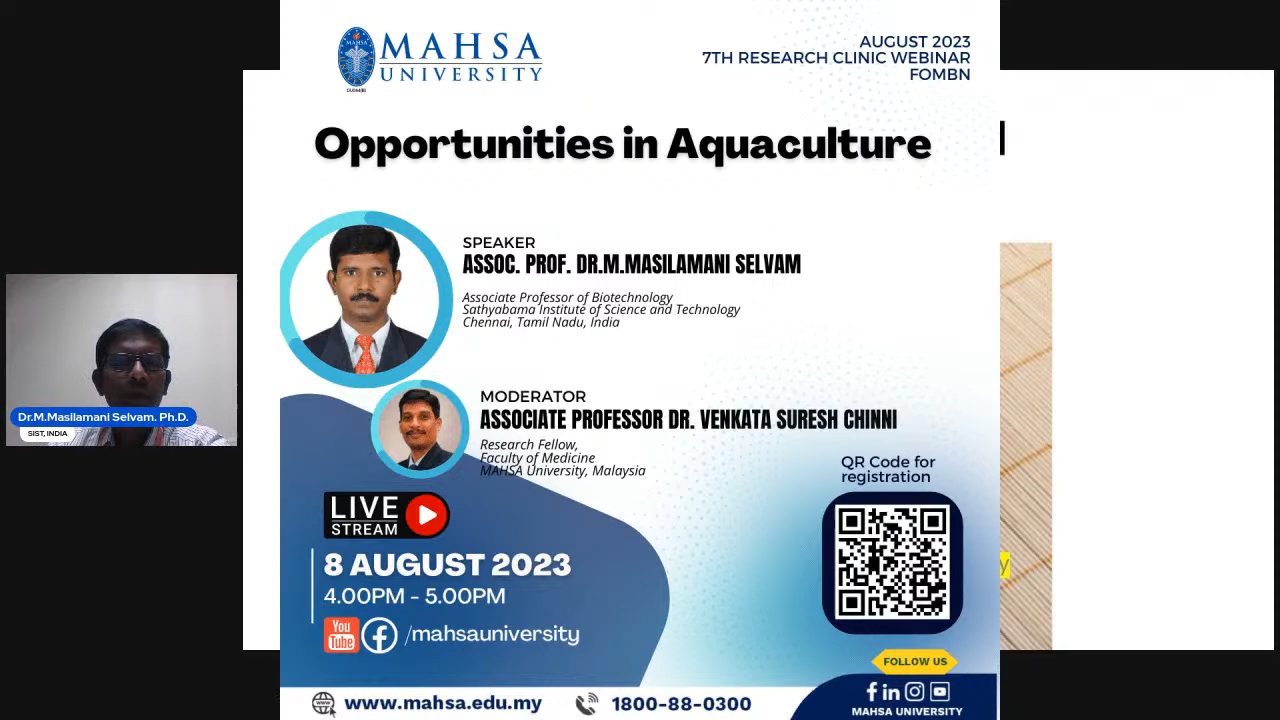 MAHSA
UNIVERSITY
AUGUST 2023
7TH RESEARCH CLINIC WEBINAR
FOMBN
Opportunities in Aquaculture
SPEAKER
ASSOC. PROF. DR.M.MASILAMANI SELVAM
Associate Professor of Biotechnology
Sathyabama Institute of Science and Technology
Chennai, Tamil Nadu, India
Dr.M.Masilamani Selvam. Ph.D.
SIST, INDIA
MODERATOR
ASSOCIATE PROFESSOR DR. VENKATA SURESH CHINNI
Research Fellow,
Faculty of Medicine
MAHSA University, Malaysia
QR Code for
registration
LIVE
STREAM
8 AUGUST 2023
4.00PM - 5.00PM
You
Tube
/mahsauniversity
FOLLOW US
www.mahsa.edu.my
1800-88-0300
MAHSA UNIVERSITY